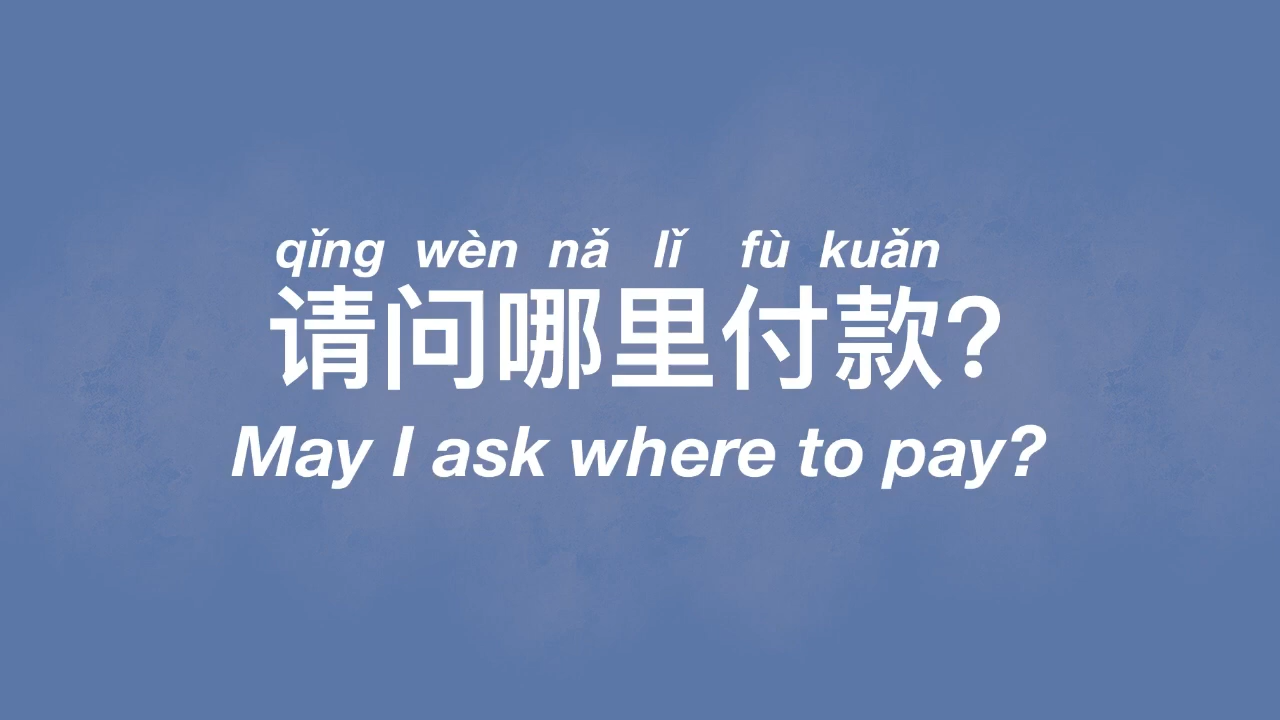 qǐng wèn nǎ lǐ fù kuǎn
请问哪里付款?
May I ask where to pay?